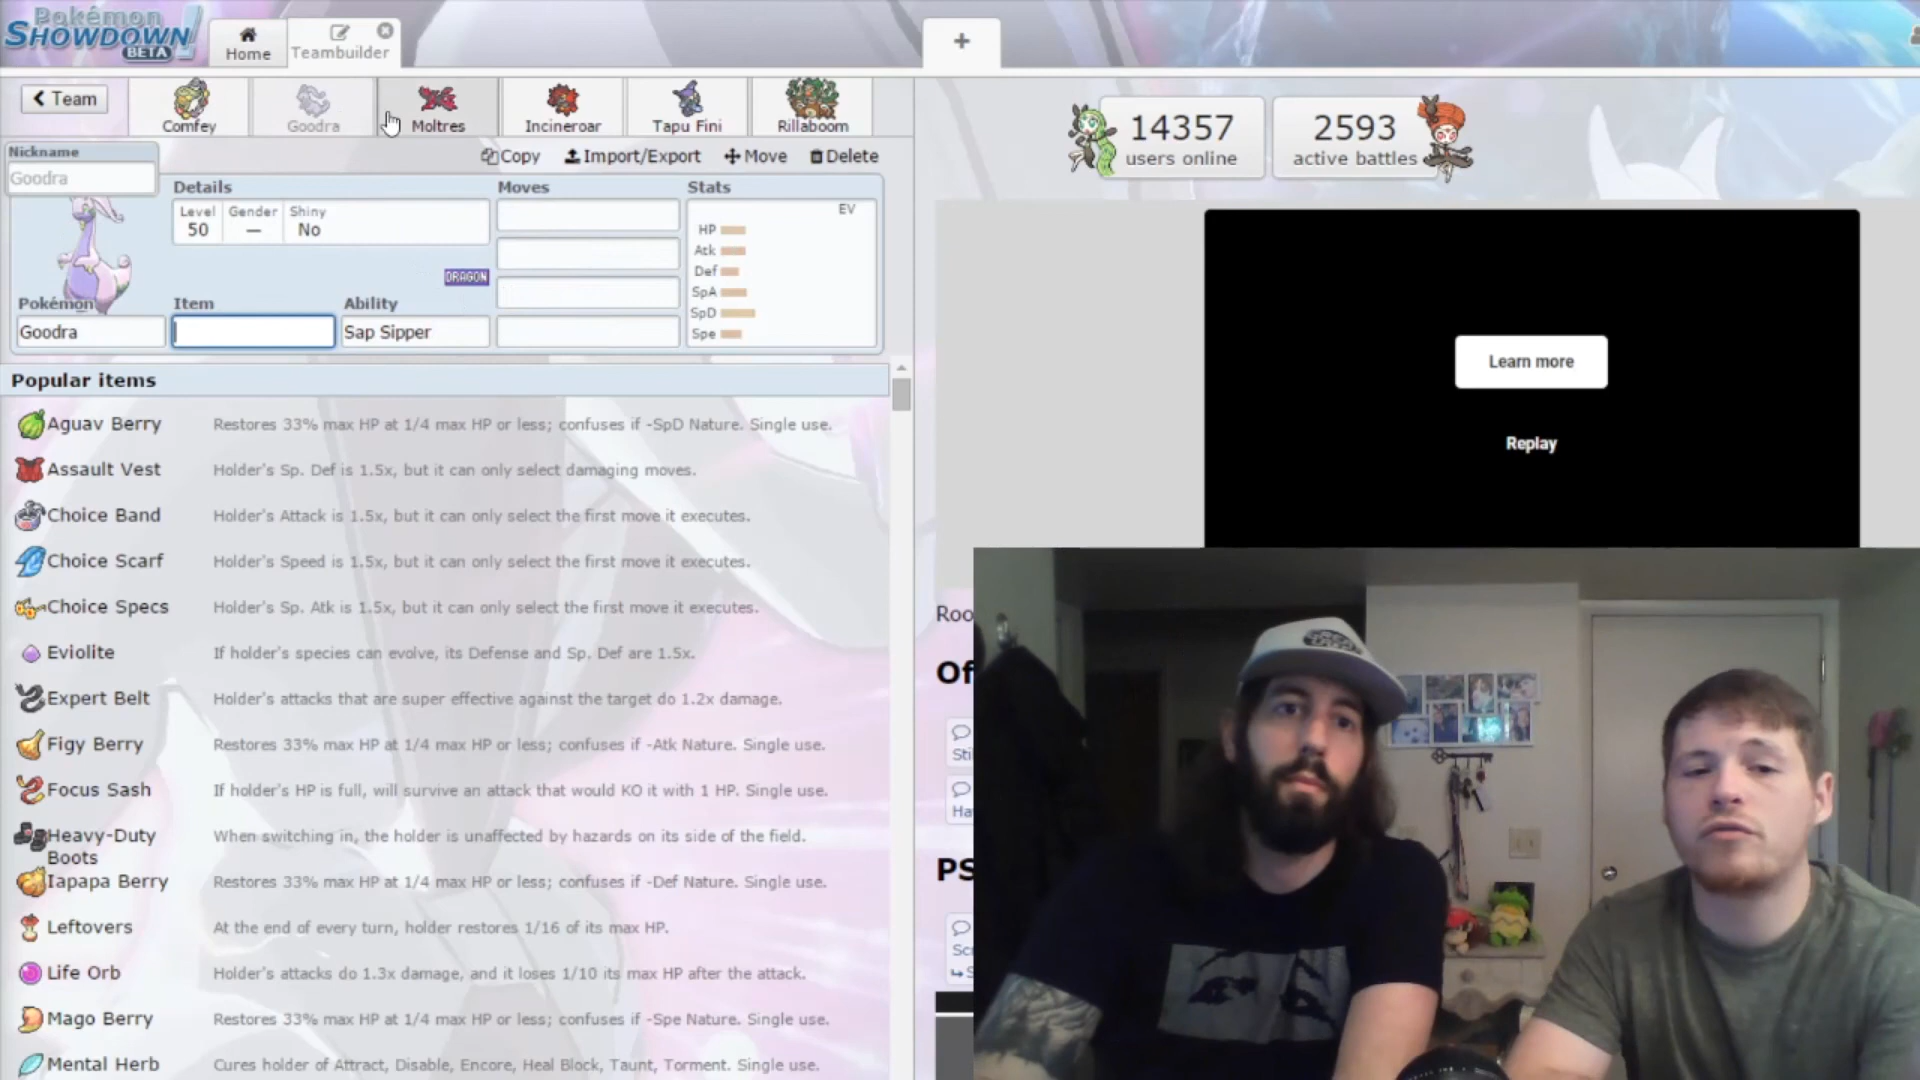 Pokémon
SHOWDOWN!
BETA
Home
Teambuilder
+
Team
Comfey
Goodra
Moltres
Incineroar
Tapu Fini
Rillaboom
14357
users online
2593
active battles
Copy
Import/Export
Move
Delete
Nickname
Goodra
Details
Moves
Stats
Level
Gender
Shiny
50
—
No
EV
HP
Atk
Def
SpA
SpD
Spe
DRAGON
Pokémon
Item
Ability
Goodra
Sap Sipper
Popular items
Aguav Berry Restores 33% max HP at 1/4 max HP or less; confuses if -SpD Nature. Single use.
Assault Vest Holder's Sp. Def is 1.5x, but it can only select damaging moves.
Choice Band Holder's Attack is 1.5x, but it can only select the first move it executes.
Choice Scarf Holder's Speed is 1.5x, but it can only select the first move it executes.
Choice Specs Holder's Sp. Atk is 1.5x, but it can only select the first move it executes.
Eviolite If holder's species can evolve, its Defense and Sp. Def are 1.5x.
Expert Belt Holder's attacks that are super effective against the target do 1.2x damage.
Figy Berry Restores 33% max HP at 1/4 max HP or less; confuses if -Atk Nature. Single use.
Focus Sash If holder's HP is full, will survive an attack that would KO it with 1 HP. Single use.
Heavy-Duty Boots When switching in, the holder is unaffected by hazards on its side of the field.
Iapapa Berry Restores 33% max HP at 1/4 max HP or less; confuses if -Def Nature. Single use.
Leftovers At the end of every turn, holder restores 1/16 of its max HP.
Life Orb Holder's attacks do 1.3x damage, and it loses 1/10 its max HP after the attack.
Mago Berry Restores 33% max HP at 1/4 max HP or less; confuses if -Spe Nature. Single use.
Mental Herb Cures holder of Attract, Disable, Encore, Heal Block, Taunt, Torment. Single use.
Learn more
Replay
Roo
Of
Sti
Ha
PS
Sc